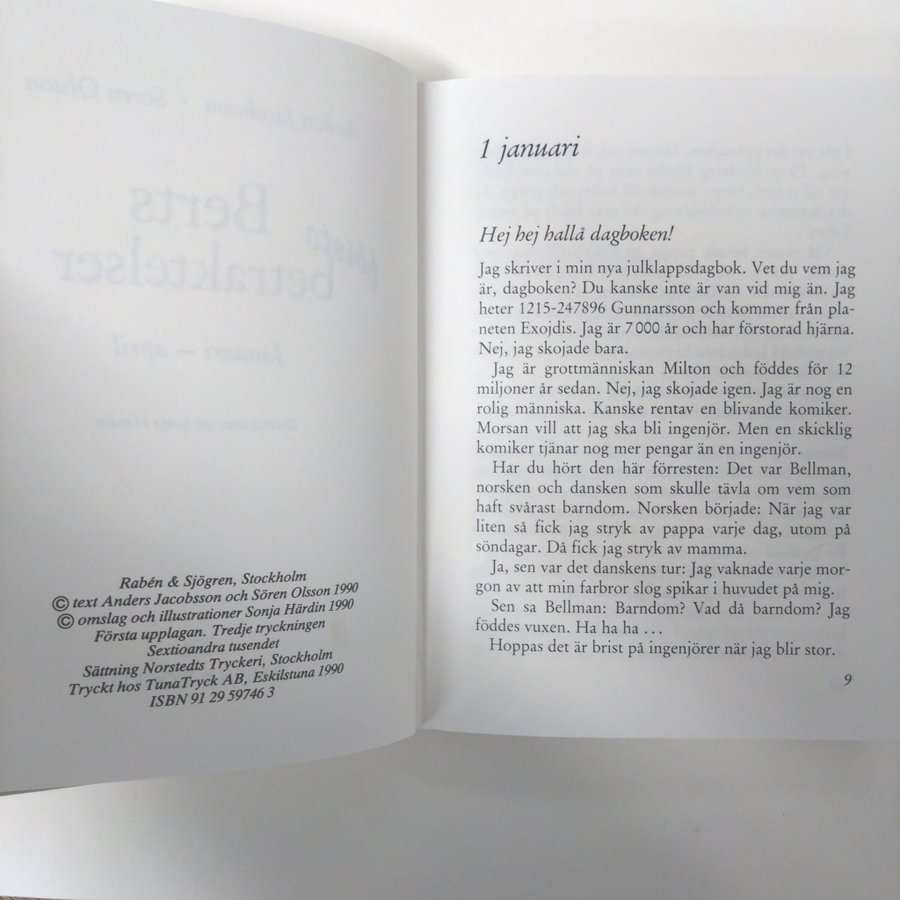 Rabén & Sjögren, Stockholm
© text Anders Jacobsson och Sören Olsson 1990
© omslag och illustrationer Sonja Härdin 1990
Första upplagan. Tredje tryckningen
Sextioandra tusendet
Sättning Norstedts Tryckeri, Stockholm
Tryckt hos TunaTryck AB, Eskilstuna 1990
ISBN 91 29 59746 3
1 januari
Hej hej hallå dagboken!
Jag skriver i min nya julklappsdagbok. Vet du vem jag
är, dagboken? Du kanske inte är van vid mig än. Jag
heter 1215-247896 Gunnarsson och kommer från pla-
neten Exojdis. Jag är 7 000 år och har förstorad hjärna.
Nej, jag skojade bara.
Jag är grottmänniskan Milton och föddes för 12
miljoner år sedan. Nej, jag skojade igen. Jag är nog en
rolig människa. Kanske rentav en blivande komiker.
Morsan vill att jag ska bli ingenjör. Men en skicklig
komiker tjänar nog mer pengar än en ingenjör.
Har du hört den här förresten: Det var Bellman,
norsken och dansken som skulle tävla om vem som
haft svårast barndom. Norsken började: När jag var
liten så fick jag stryk av pappa varje dag, utom på
söndagar. Då fick jag stryk av mamma.
Ja, sen var det danskens tur: Jag vaknade varje mor-
gon av att min farbror slog spikar i huvudet på mig.
Sen sa Bellman: Barndom? Vad då barndom? Jag
föddes vuxen. Ha ha ha ...
Hoppas det är brist på ingenjörer när jag blir stor.
9